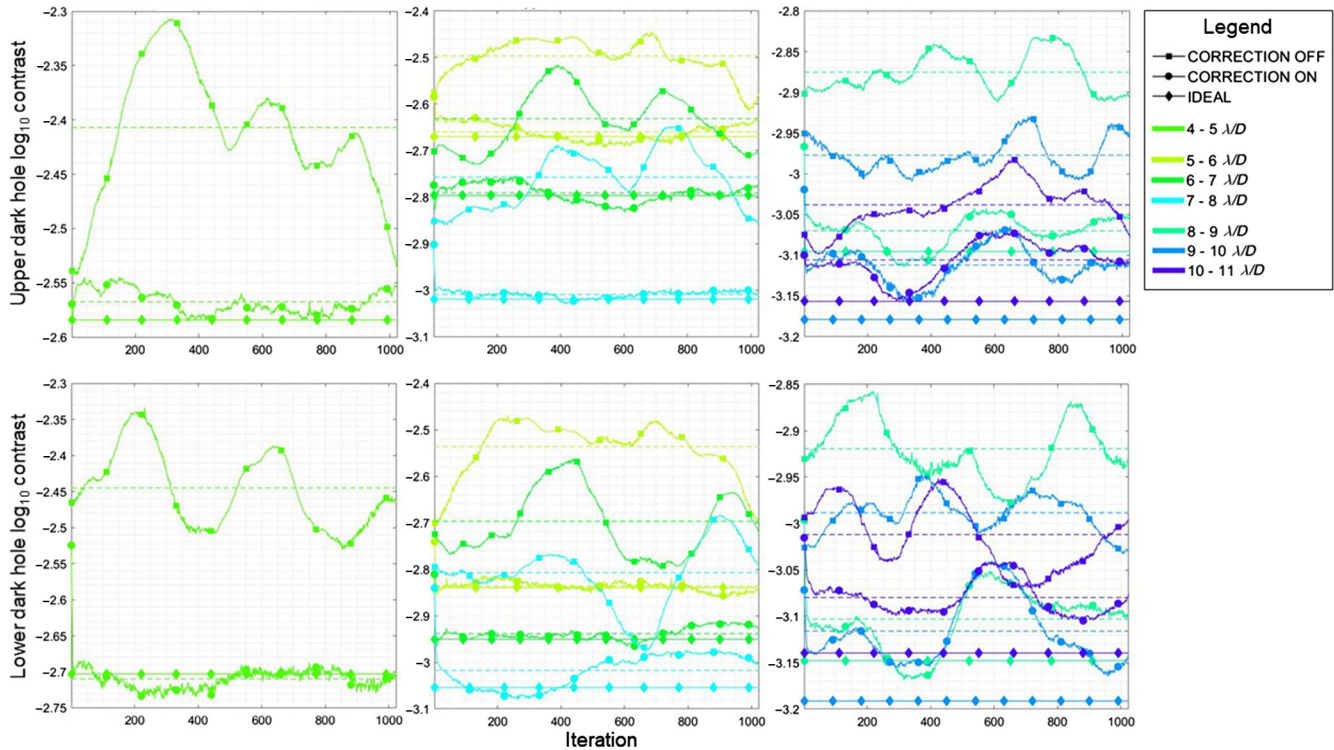 −2.3 −2.4 −2.8 Legend
−2.35 −2.5 −2.85 CORRECTION OFF
−2.4 −2.6 −2.9 CORRECTION ON
−2.45 −2.7 −2.95 IDEAL
−2.5 −2.8 −3 4 - 5 λ/D
−2.55 −2.9 −3.05 5 - 6 λ/D
−2.6 −3 −3.1 6 - 7 λ/D
−3.1 −3.15 7 - 8 λ/D
−3.2 8 - 9 λ/D
9 - 10 λ/D
10 - 11 λ/D
Upper dark hole log10 contrast
200 400 600 800 1000 200 400 600 800 1000 200 400 600 800 1000
−2.3 −2.4 −2.85
−2.35 −2.5 −2.9
−2.4 −2.6 −2.95
−2.45 −2.7 −3
−2.5 −2.8 −3.05
−2.55 −2.9 −3.1
−2.6 −3 −3.15
−2.65 −3.1 −3.2
−2.7
−2.75
Lower dark hole log10 contrast
200 400 600 800 1000 200 400 600 800 1000 200 400 600 800 1000
Iteration